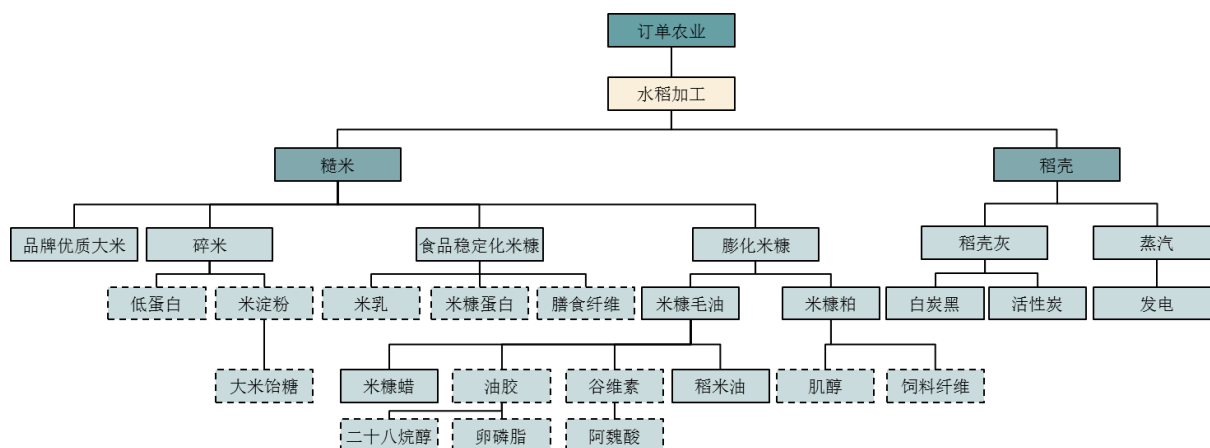 订单农业
水稻加工
糙米
稻壳
品牌优质大米
碎米
食品稳定化米糠
膨化米糠
稻壳灰
蒸汽
低蛋白
米淀粉
米乳
米糠蛋白
膳食纤维
米糠毛油
米糠粕
白炭黑
活性炭
发电
大米饴糖
米糠蜡
油胶
谷维素
稻米油
肌醇
饲料纤维
二十八烷醇
卵磷脂
阿魏酸